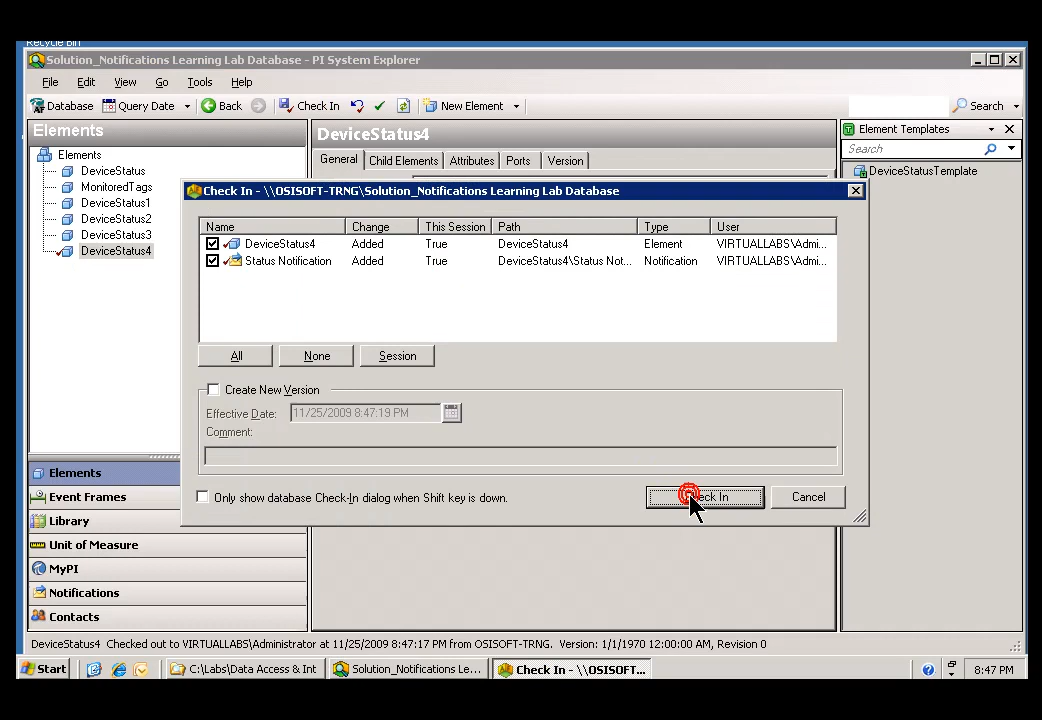 Recycle Bin
Solution_Notifications Learning Lab Database - PI System Explorer
File Edit View Go Tools Help
Database Query Date Back Check In New Element Search
Elements
DeviceStatus4
Element Templates
General Child Elements Attributes Ports Version
Search
Elements
DeviceStatus
DeviceStatusTemplate
MonitoredTags
Check In - \\OSISOFT-TRNG\Solution_Notifications Learning Lab Database
DeviceStatus1
DeviceStatus2
DeviceStatus3
DeviceStatus4
Name Change This Session Path Type User
DeviceStatus4 Added True DeviceStatus4 Element VIRTUALLABS\Admi...
Status Notification Added True DeviceStatus4\Status Not... Notification VIRTUALLABS\Admi...
All None Session
Create New Version
Effective Date: 11/25/2009 8:47:19 PM
Comment:
Only show database Check-In dialog when Shift key is down.
In Cancel
Elements
Event Frames
Library
Unit of Measure
MyPI
Notifications
Contacts
DeviceStatus4 Checked out to VIRTUALLABS\Administrator at 11/25/2009 8:47:17 PM from OSISOFT-TRNG. Version: 1/1/1970 12:00:00 AM, Revision 0
Start C:\Labs\Data Access & Int Solution_Notifications Le... Check In - \\OSISOFT... 8:47 PM